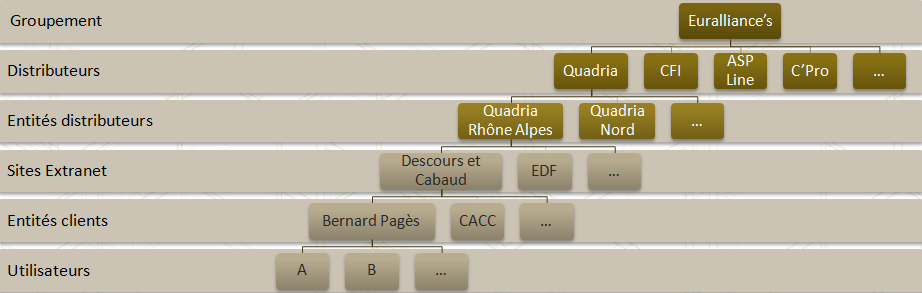 Groupement
Euralliance’s
Distributeurs
Quadria
CFI
ASP
Line
C’Pro
...
Entités distributeurs
Quadria
Rhône Alpes
Quadria
Nord
...
Sites Extranet
Descours et
Cabaud
EDF
...
Entités clients
Bernard Pagès
CACC
...
Utilisateurs
A
B
...